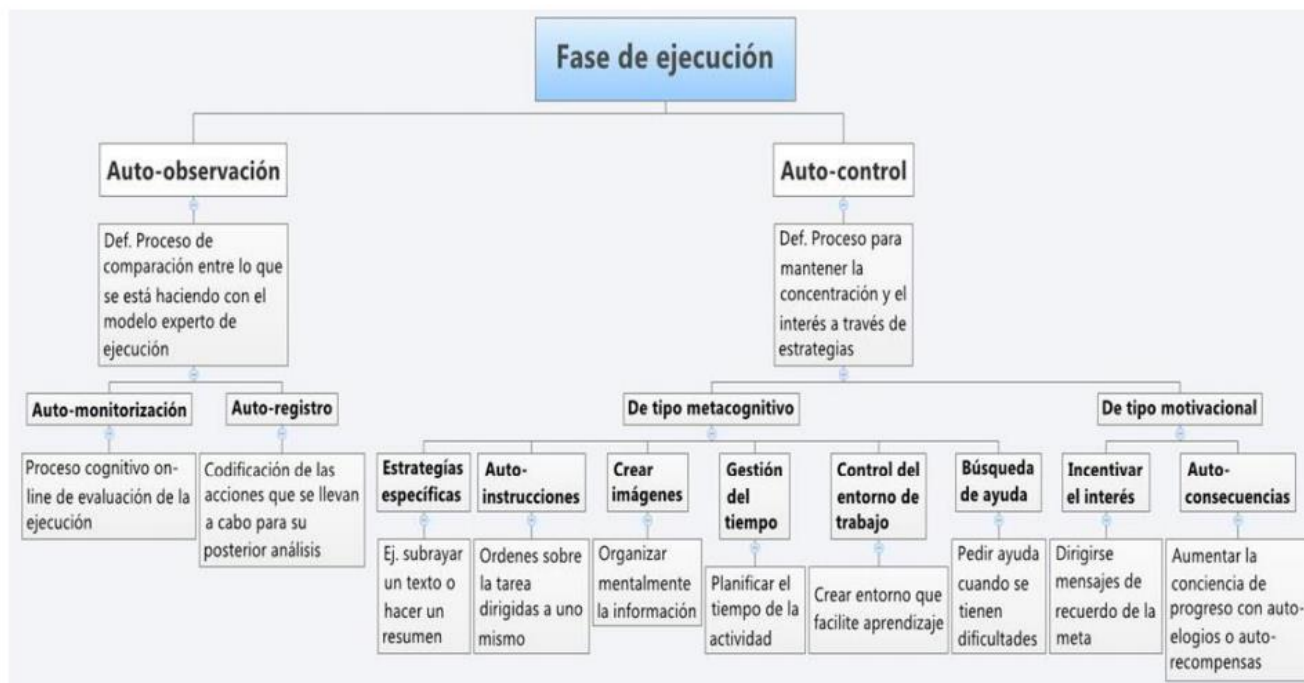 Fase de ejecución
Auto-observación
Def. Proceso de
comparación entre lo que
se está haciendo con el
modelo experto de
ejecución
Auto-monitorización
Proceso cognitivo on-
line de evaluación de la
ejecución
Auto-registro
Codificación de las
acciones que se llevan
a cabo para su
posterior análisis
Auto-control
Def. Proceso para
mantener la
concentración y el
interés a través de
estrategias
De tipo metacognitivo
Estrategías
específicas
Ej. subrayar
un texto o
hacer un
resumen
Auto-
instrucciones
Ordenes sobre
la tarea
dirigidas a uno
mismo
Crear
imágenes
Organizar
mentalmente
la información
Gestión
del
tiempo
Planificar el
tiempo de la
actividad
Control del
entorno de
trabajo
Crear entorno que
facilite aprendizaje
Búsqueda
de ayuda
Pedir ayuda
cuando se
tienen
dificultades
De tipo motivacional
Incentivar
el interés
Dirigirse
mensajes de
recuerdo de la
meta
Auto-
consecuencias
Aumentar la
conciencia de
progreso con auto-
elogios o auto-
recompensas